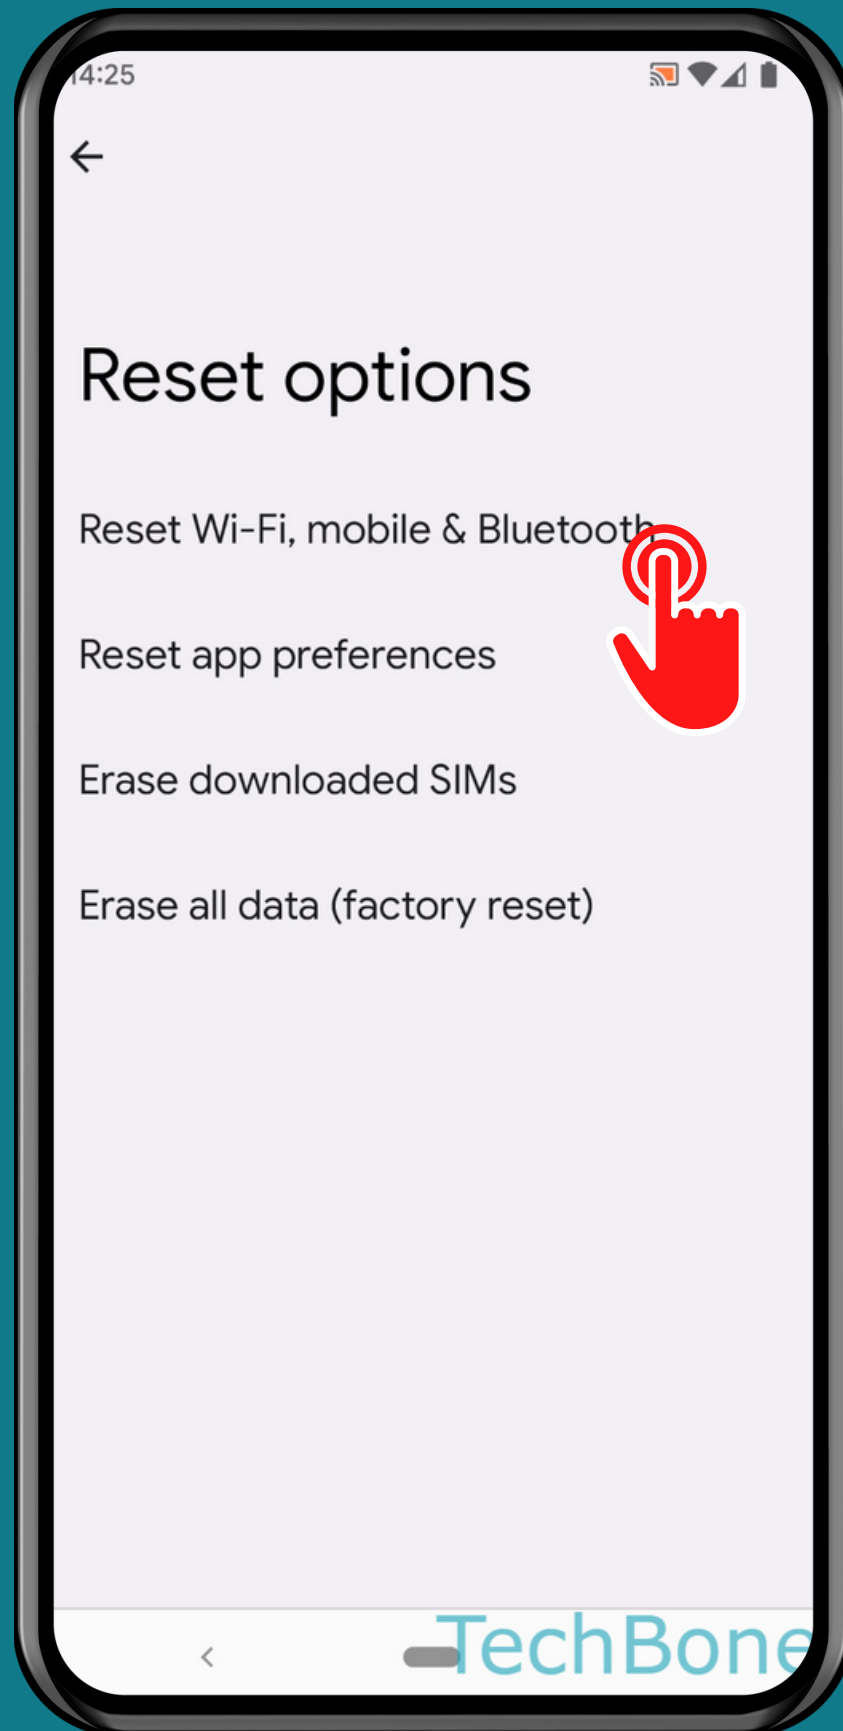 14:25
Reset options
Reset Wi-Fi, mobile & Bluetooth
Reset app preferences
Erase downloaded SIMs
Erase all data (factory reset)
TechBone